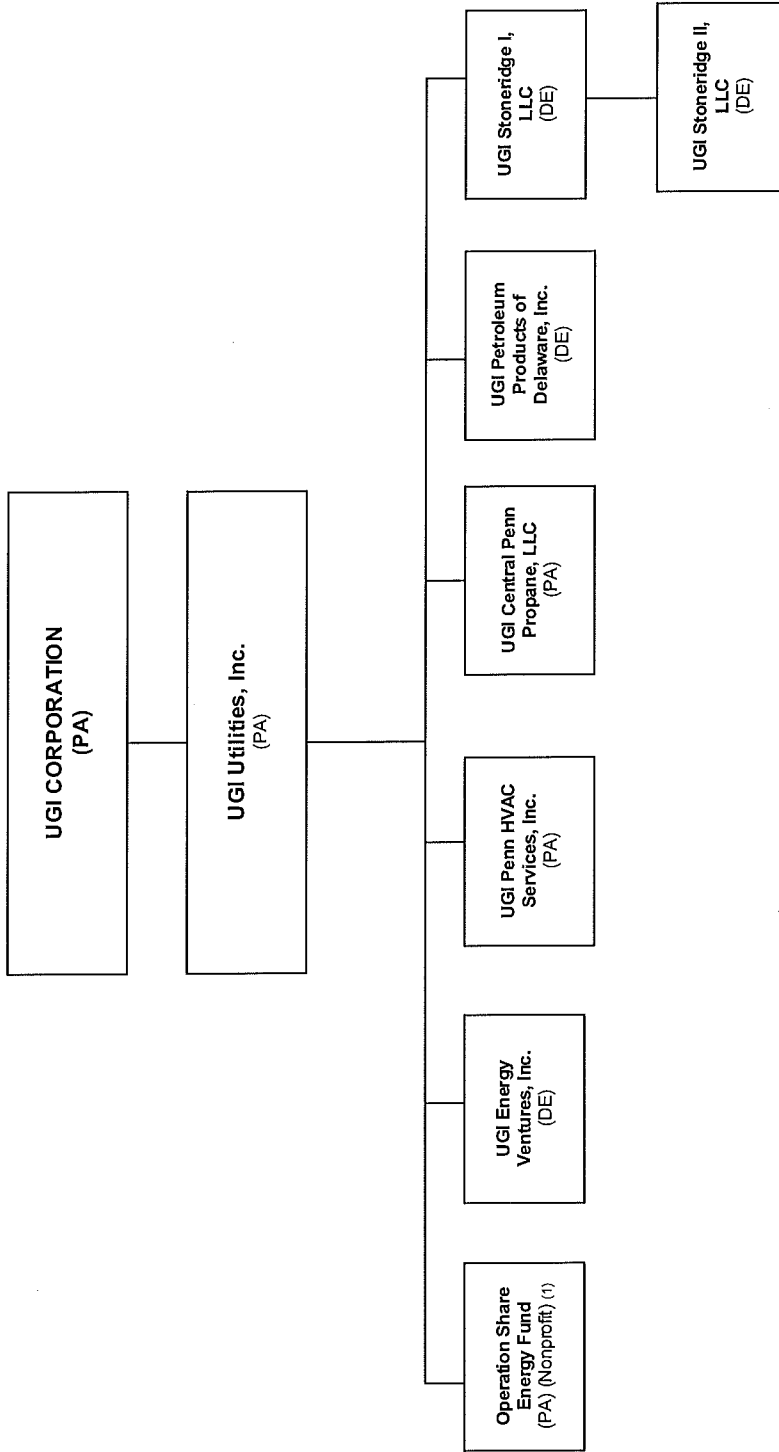 UGI CORPORATION
(PA)
UGI Utilities, Inc.
(PA)
Operation Share
Energy Fund
(PA) (Nonprofit) (1)
UGI Energy
Ventures, Inc.
(DE)
UGI Penn HVAC
Services, Inc.
(PA)
UGI Central Penn
Propane, LLC
(PA)
UGI Petroleum
Products of
Delaware, Inc.
(DE)
UGI Stoneridge I,
LLC
(DE)
UGI Stoneridge II,
LLC
(DE)